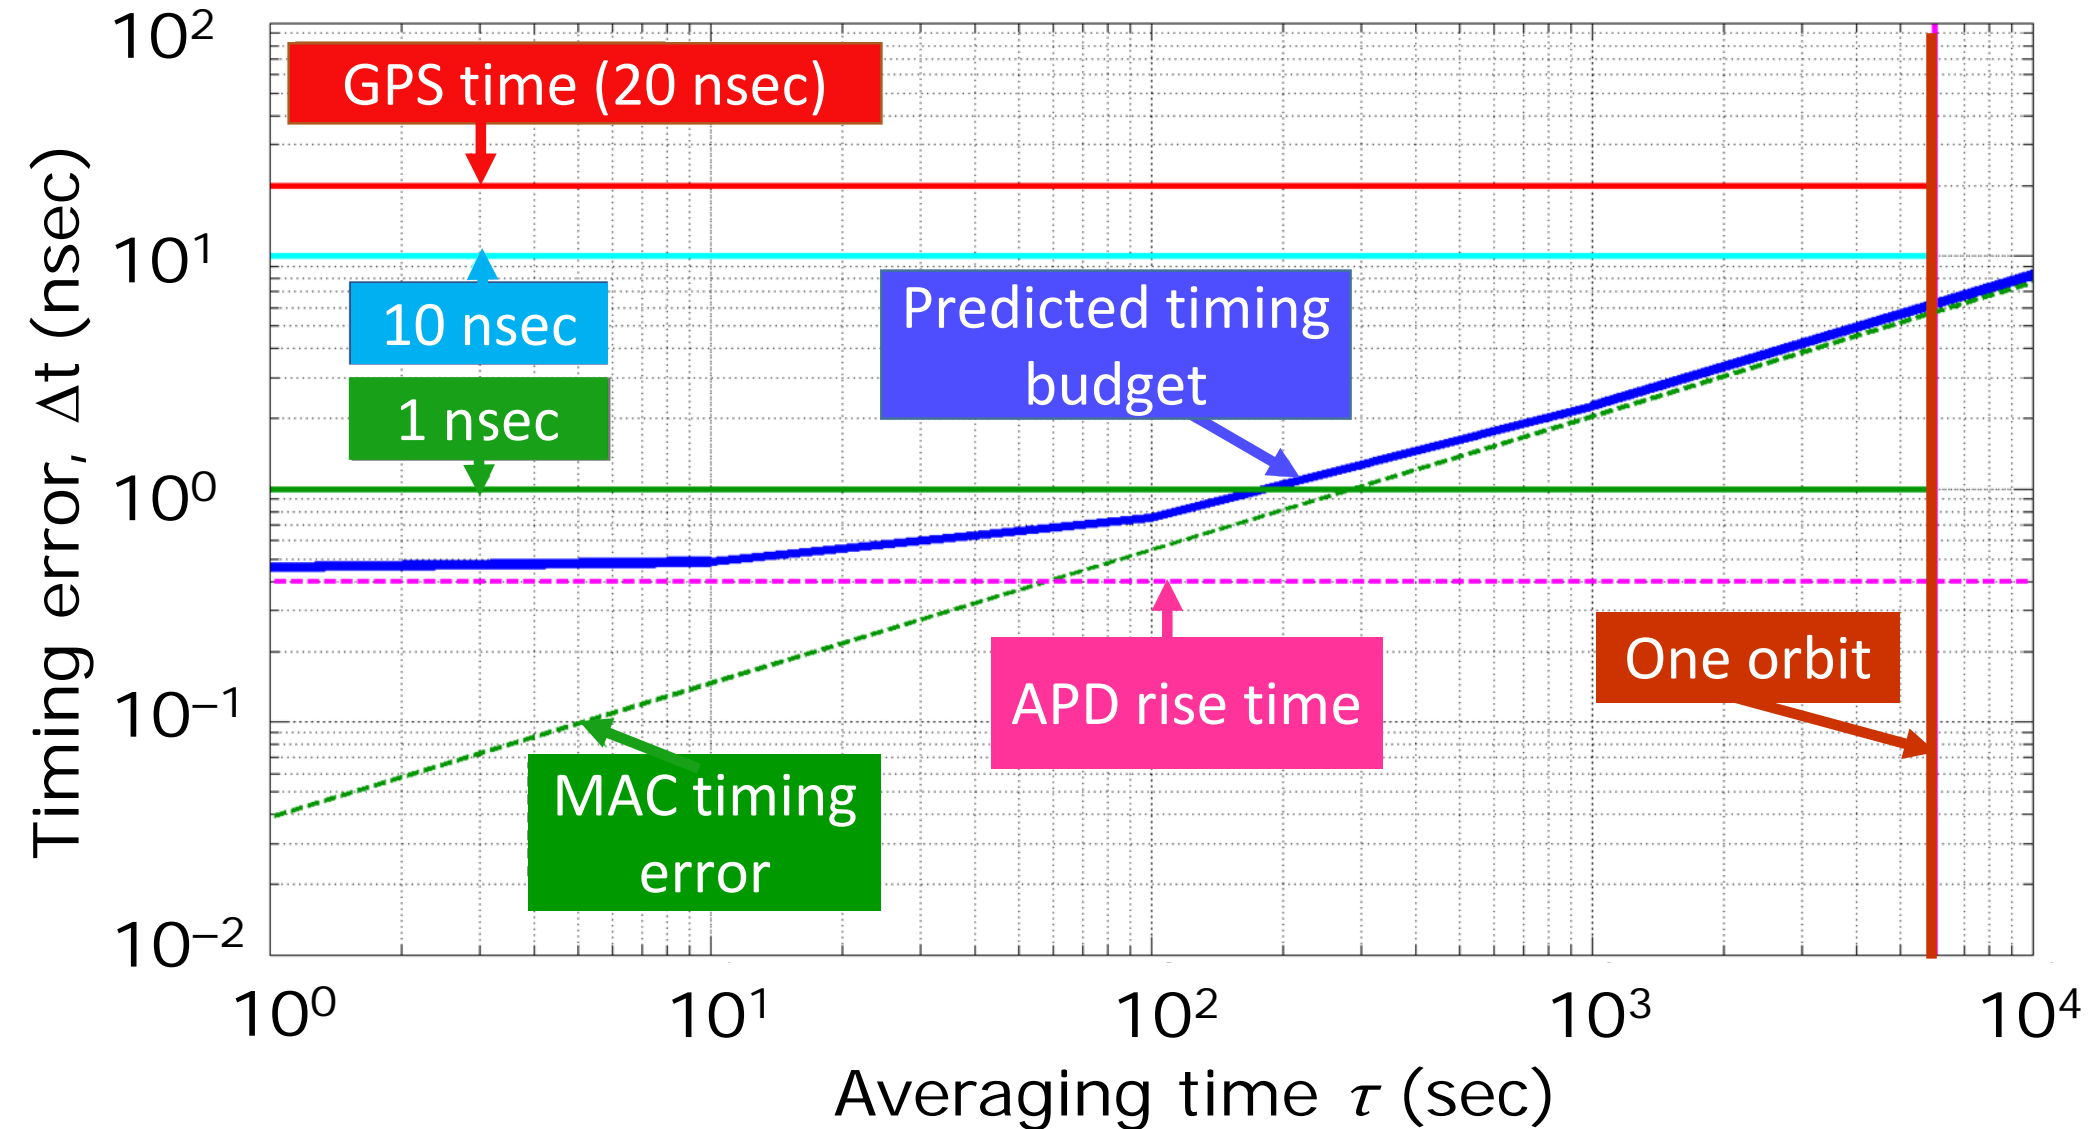 10²
GPS time (20 nsec)
10¹
10 nsec
Predicted timing
budget
1 nsec
10⁰
One orbit
APD rise time
10⁻¹
MAC timing
error
10⁻²
Timing error, Δt (nsec)
10⁰ 10¹ 10² 10³ 10⁴
Averaging time τ (sec)